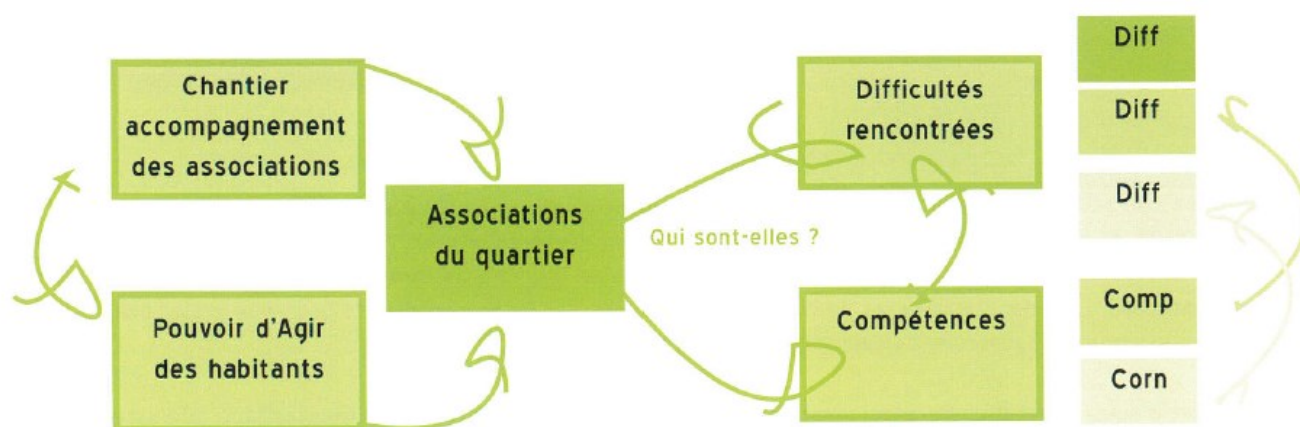 Chantier
accompagnement
des associations
Pouvoir d'Agir
des habitants
Associations
du quartier
Qui sont-elles ?
Difficultés
rencontrées
Compétences
Diff
Diff
Diff
Comp
Corn